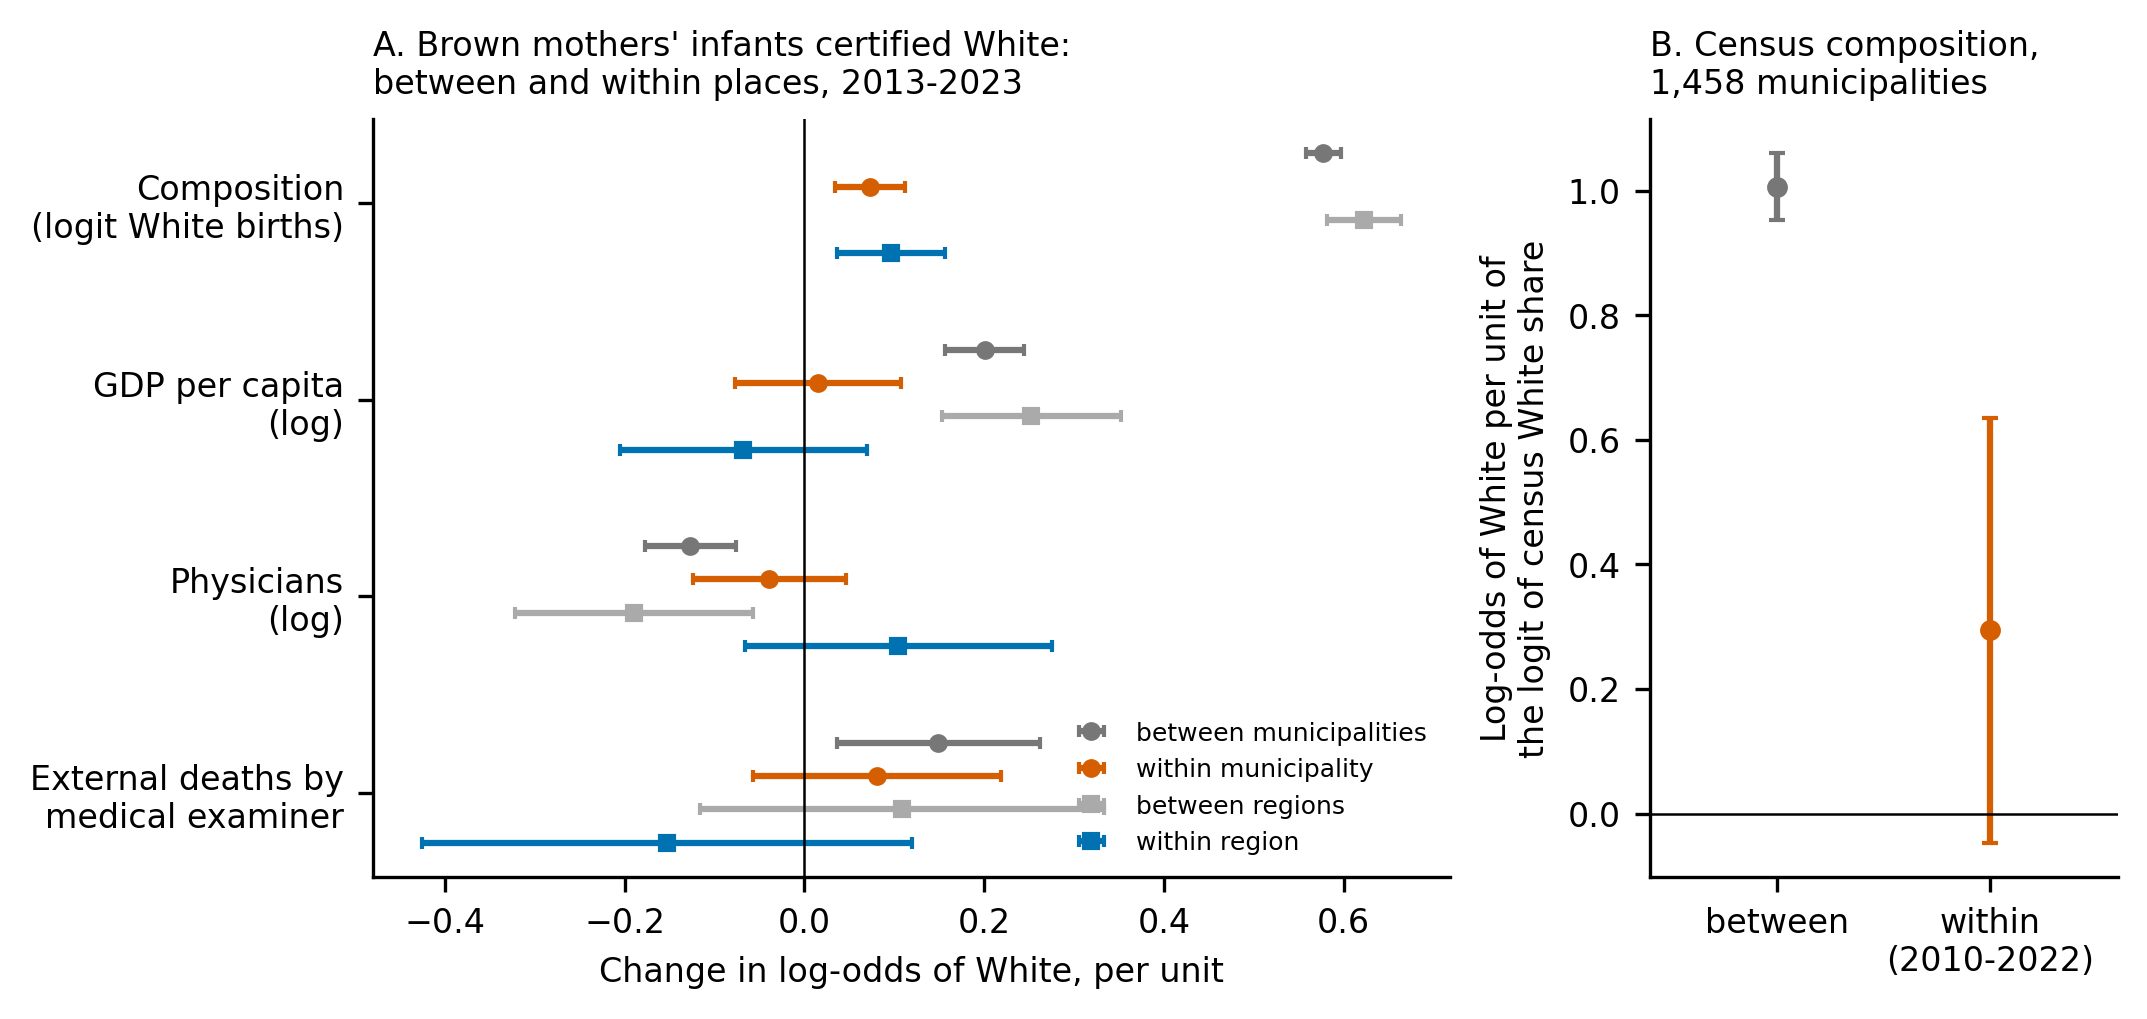 A. Brown mothers' infants certified White:
between and within places, 2013-2023
Composition
(logit White births)
GDP per capita
(log)
Physicians
(log)
External deaths by
medical examiner
between municipalities
within municipality
between regions
within region
−0.4
−0.2
0.0
0.2
0.4
0.6
Change in log-odds of White, per unit
B. Census composition,
1,458 municipalities
Log-odds of White per unit of
the logit of census White share
1.0
0.8
0.6
0.4
0.2
0.0
between
within
(2010-2022)